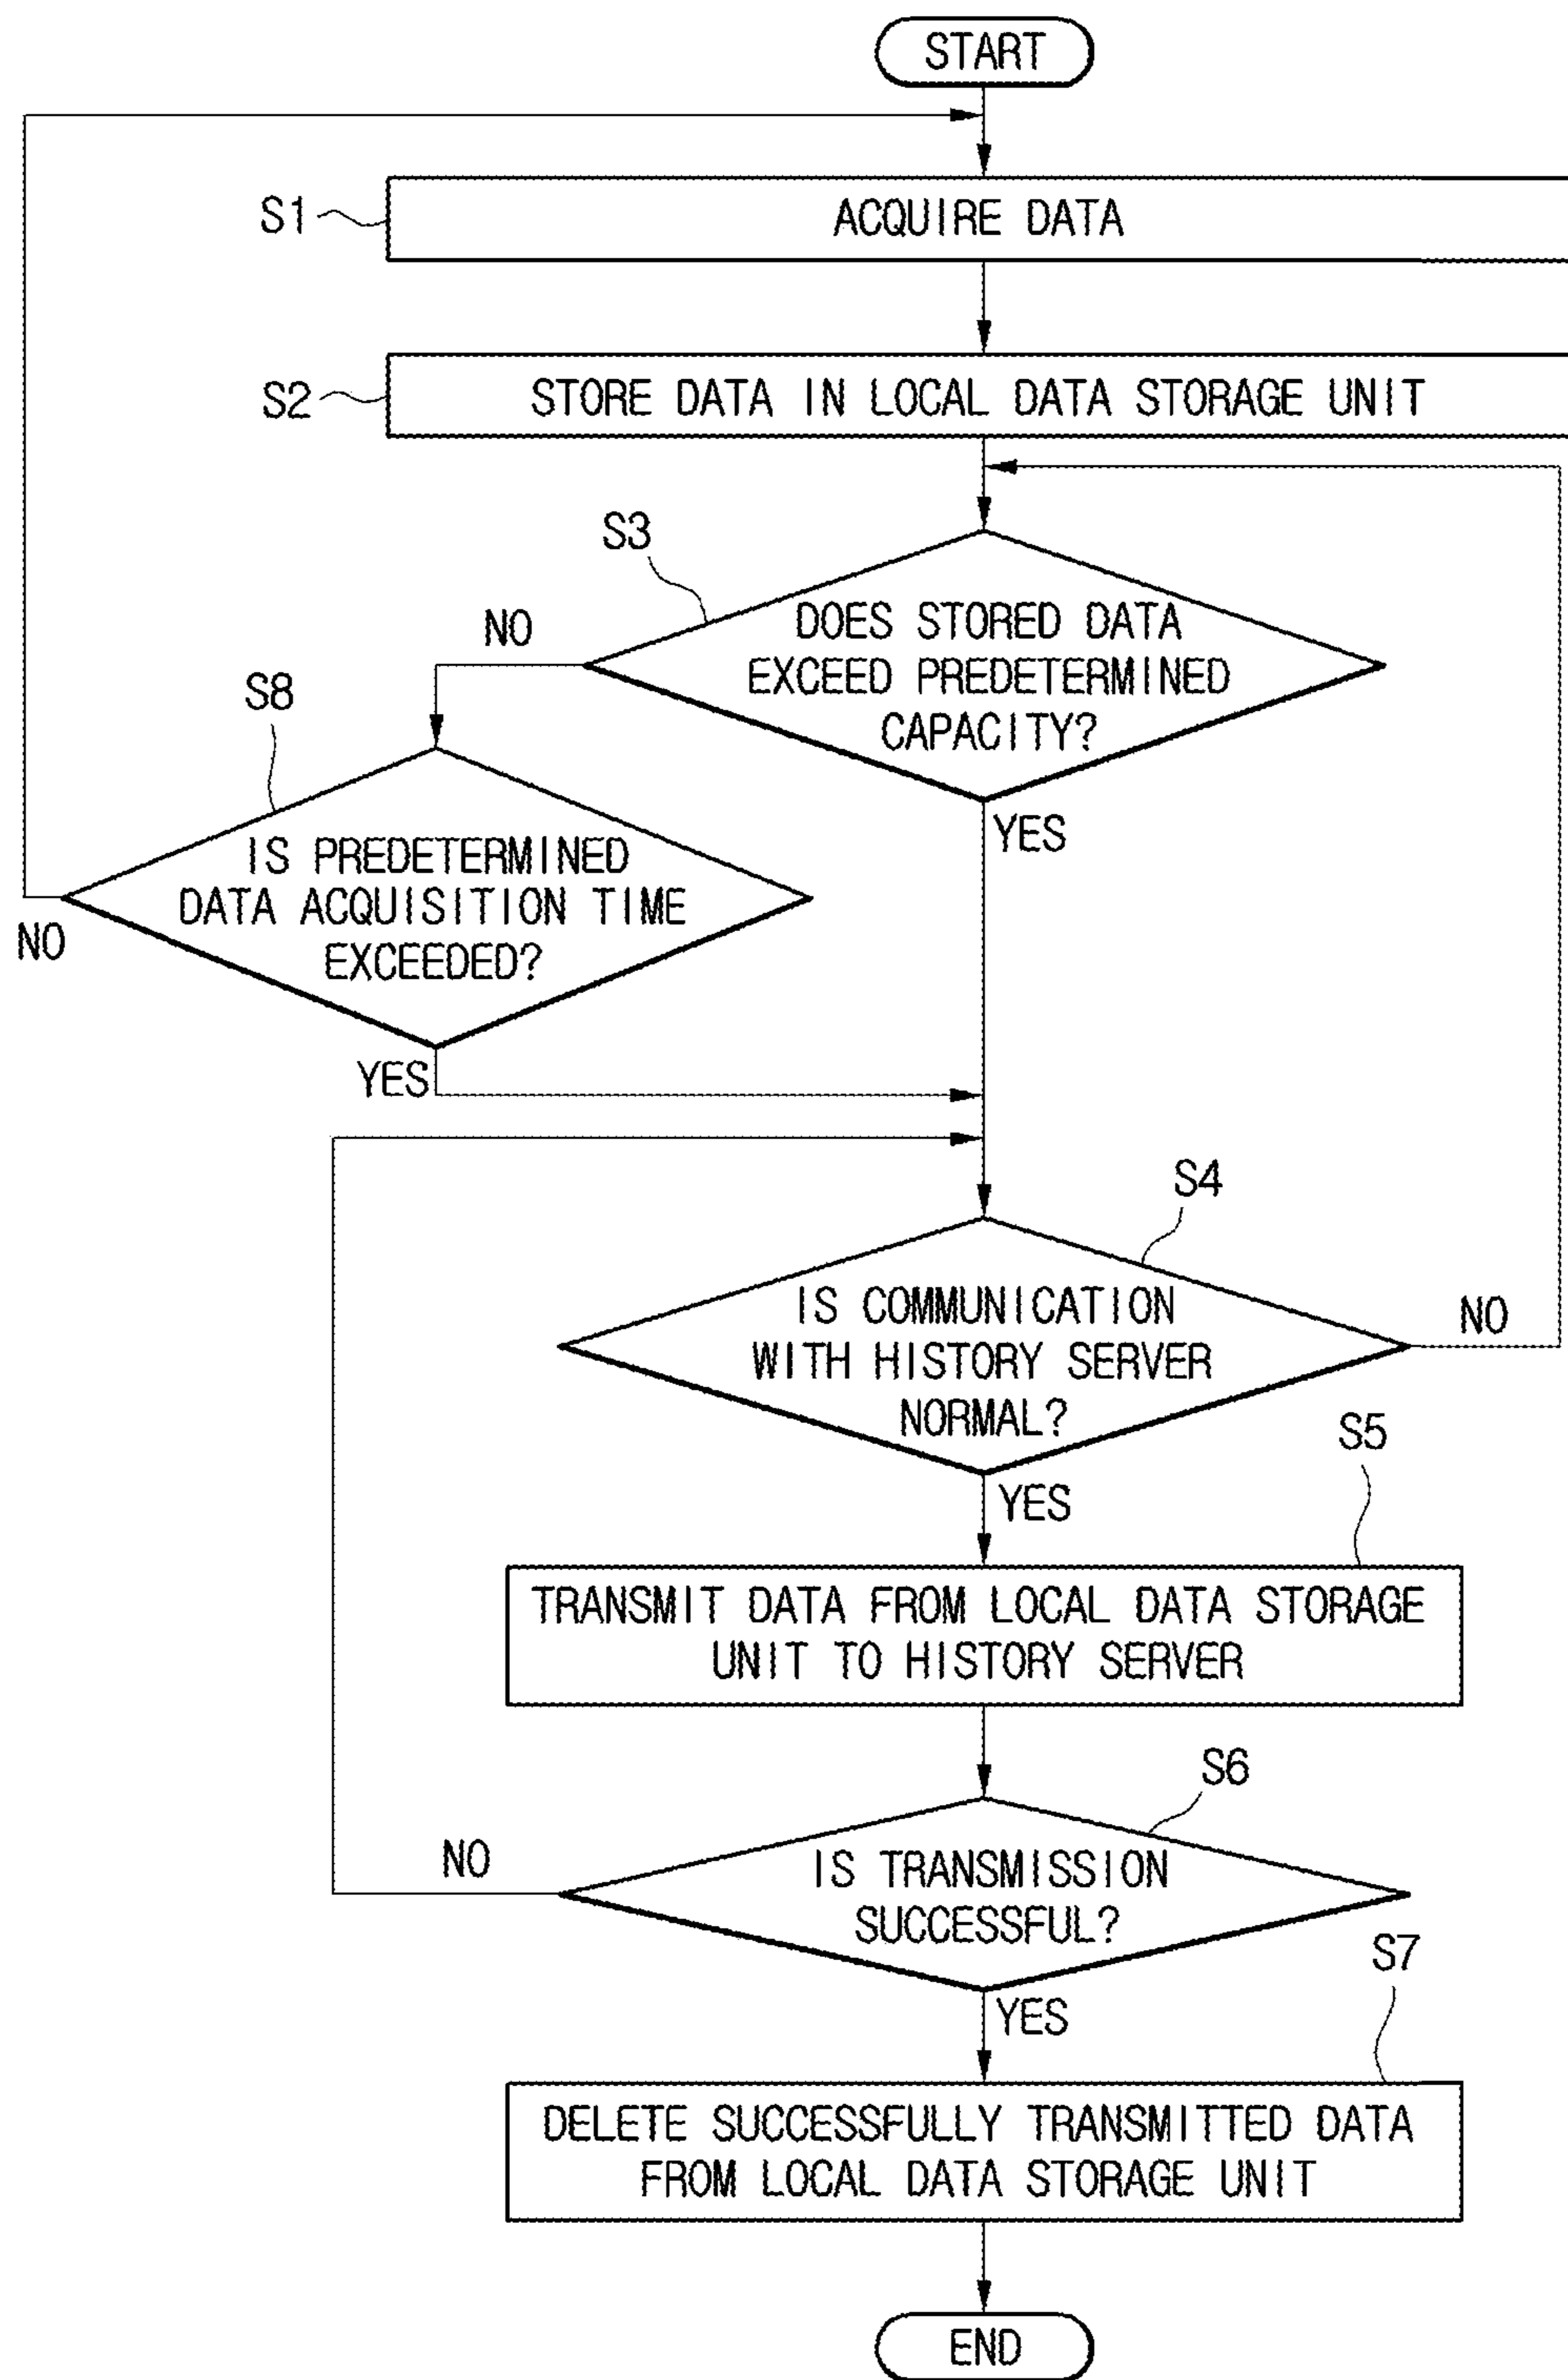 START
S1
ACQUIRE DATA
S2
STORE DATA IN LOCAL DATA STORAGE UNIT
S3
DOES STORED DATA
EXCEED PREDETERMINED
CAPACITY?
NO
YES
S8
IS PREDETERMINED
DATA ACQUISITION TIME
EXCEEDED?
NO
YES
S4
IS COMMUNICATION
WITH HISTORY SERVER
NORMAL?
NO
YES
S5
TRANSMIT DATA FROM LOCAL DATA STORAGE
UNIT TO HISTORY SERVER
S6
IS TRANSMISSION
SUCCESSFUL?
NO
YES
S7
DELETE SUCCESSFULLY TRANSMITTED DATA
FROM LOCAL DATA STORAGE UNIT
END